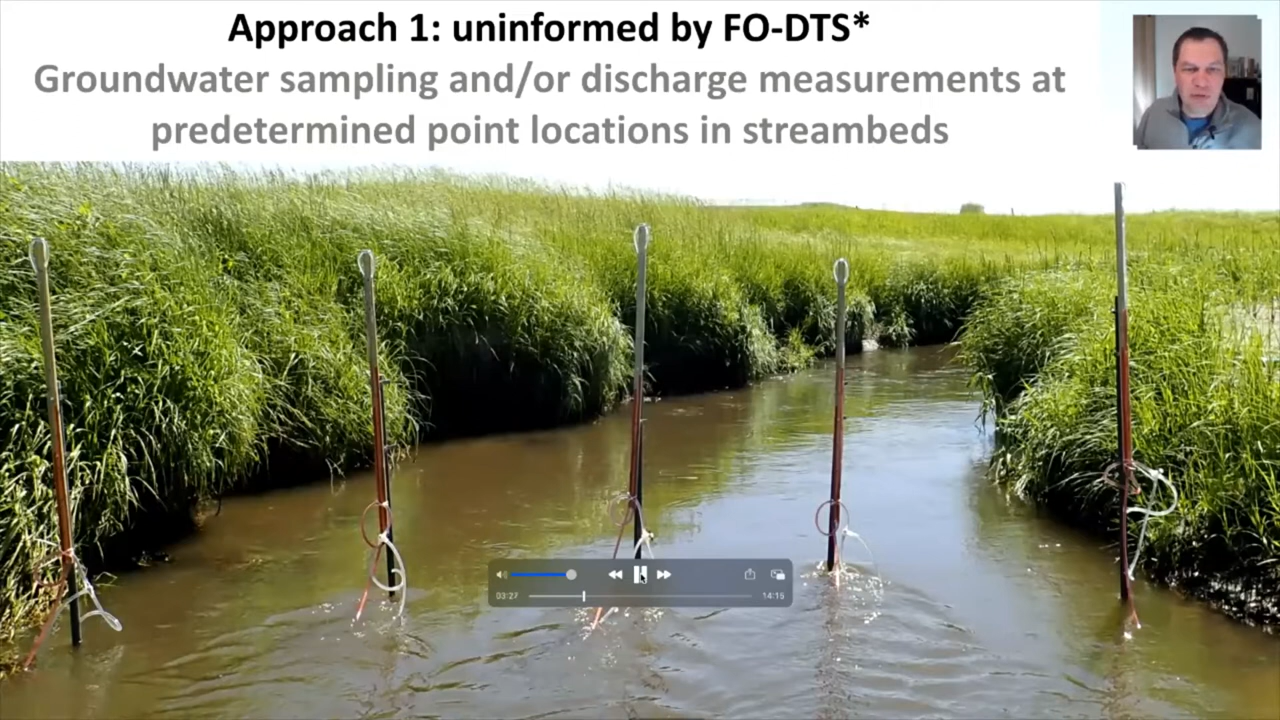 Approach 1: uninformed by FO-DTS*
Groundwater sampling and/or discharge measurements at
predetermined point locations in streambeds
03:27
14:15